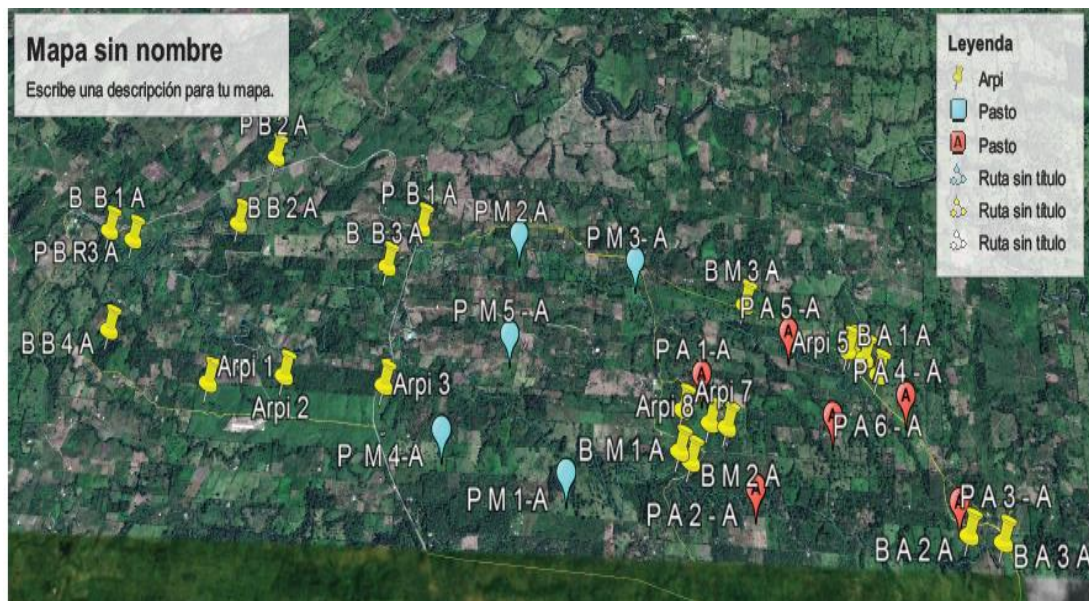 Mapa sin nombre
Escribe una descripción para tu mapa.
Leyenda
Arpi
Pasto
A Pasto
Ruta sin título
Ruta sin título
Ruta sin título
P B 2 A
B B 1 A
B B 2 A
P B 1 A
P M 2 A
P B R 3 A
B B 3 A
P M 3 - A
B M 3 A
P A 5 - A
P M 5 - A
A
B B 4 A
Arpi 5
B A 1 A
P A 1 - A
A
P A 4 - A
Arpi 1
Arpi 3
Arpi 7
A
Arpi 2
Arpi 8
A
P A 6 - A
P M 4 - A
B M 1 A
B M 2 A
P M 1 - A
A
P A 2 - A
A
P A 3 - A
B A 2 A
B A 3 A